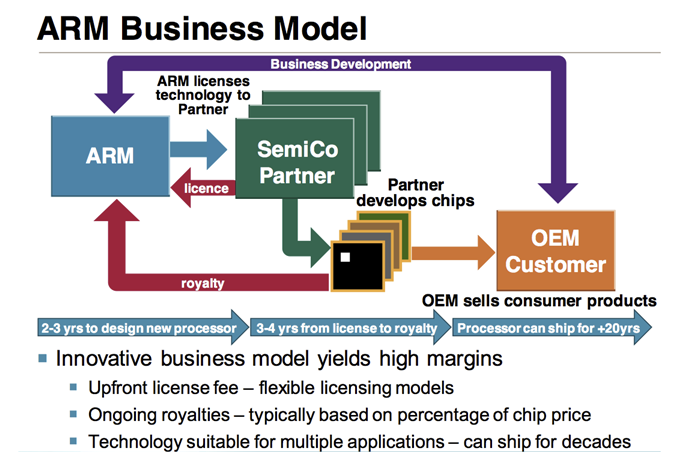 ARM Business Model
Business Development
ARM licenses
technology to
Partner
ARM
SemiCo
Partner
licence
Partner
develops chips
OEM
Customer
royalty
OEM sells consumer products
2-3 yrs to design new processor
3-4 yrs from license to royalty
Processor can ship for +20yrs
Innovative business model yields high margins
Upfront license fee – flexible licensing models
Ongoing royalties – typically based on percentage of chip price
Technology suitable for multiple applications – can ship for decades